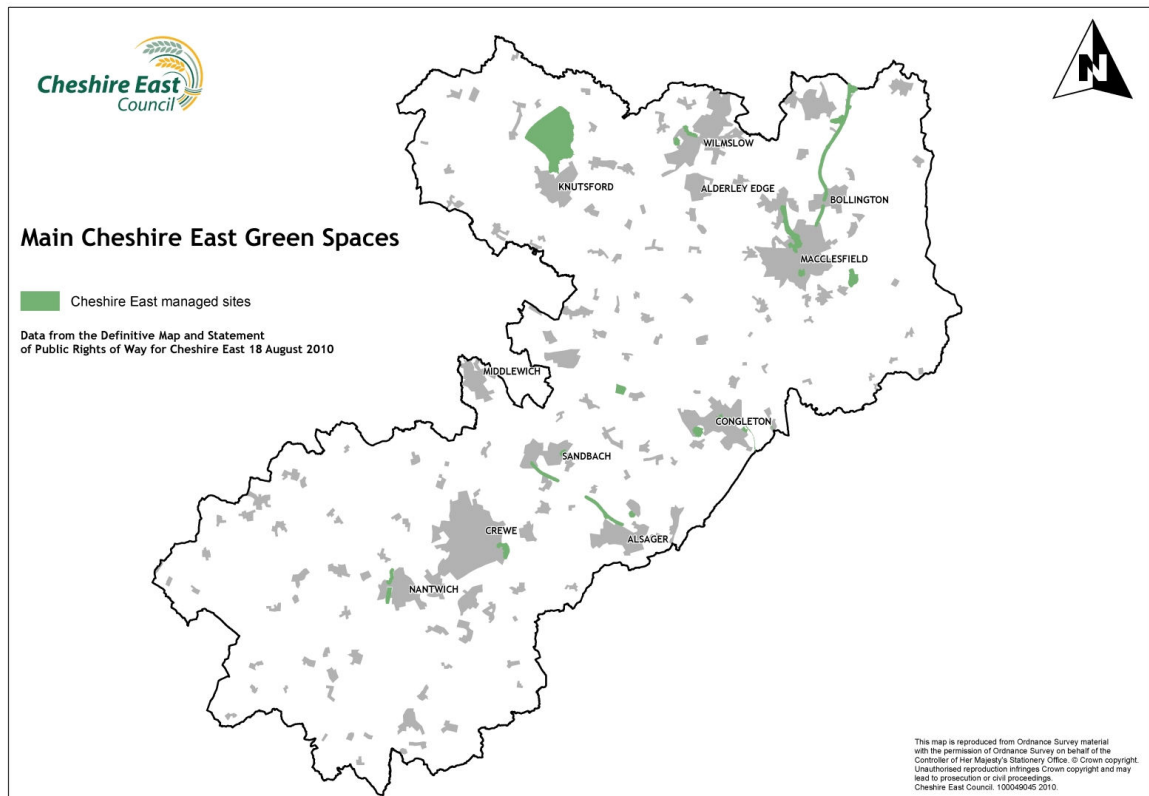 Cheshire East
Council
N
WILMSLOW
KNUTSFORD
ALDERLEY EDGE
BOLLINGTON
Main Cheshire East Green Spaces
MACCLESFIELD
Cheshire East managed sites
Data from the Definitive Map and Statement
of Public Rights of Way for Cheshire East 18 August 2010
MIDDLEWICH
CONGLETON
SANDBACH
CREWE
ALSAGER
NANTWICH
This map is reproduced from Ordnance Survey material
with the permission of Ordnance Survey on behalf of the
Controller of Her Majesty's Stationery Office. © Crown copyright.
Unauthorised reproduction infringes Crown copyright and may
lead to prosecution or civil proceedings.
Cheshire East Council. 100049045 2010.